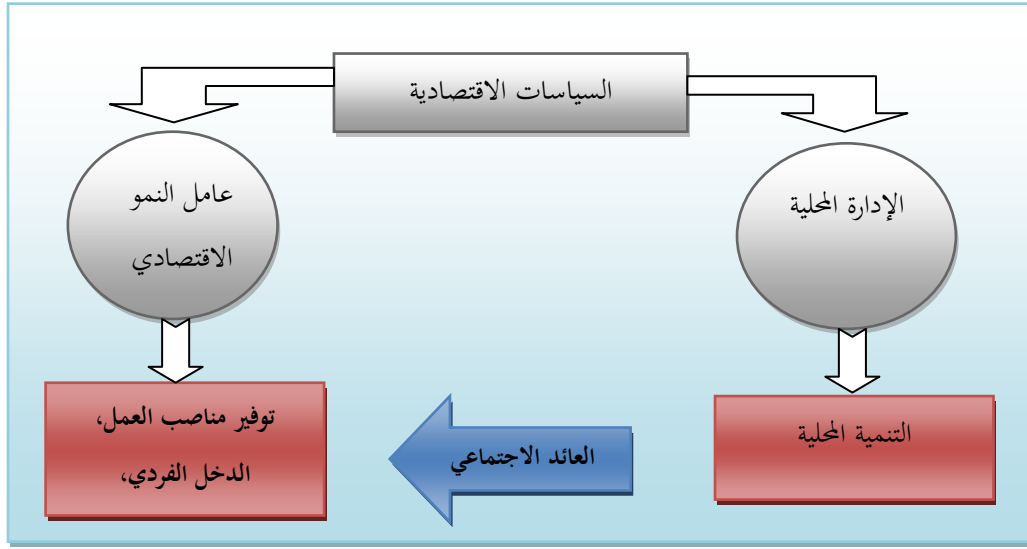 السياسات الاقتصادية
الإدارة المحلية
عامل النمو
الاقتصادي
التنمية المحلية
العائد الاجتماعي
توفير مناصب العمل،
الدخل الفردي،